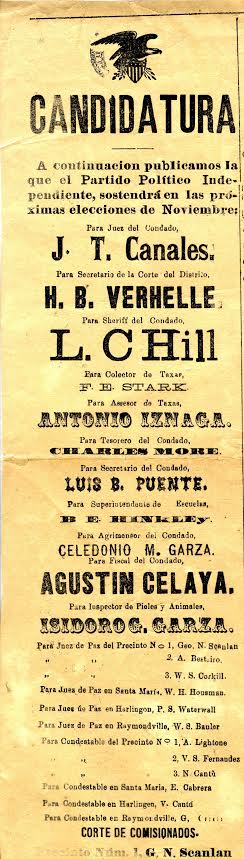 CANDIDATURA
A continuacion publicamos la
que el Partido Político Inde-
pendiente, sostendrá en las pró-
ximas elecciones de Noviembre:
Para Juez del Condado,
J. T. Canales.
Para Secretario de la Corte del Distrito,
H. B. VERHELLE.
Para Sheriff del Condado,
L. C Hill
Para Colector de Taxas,
F. E. STARK.
Para Asesor de Taxas,
ANTONIO IZNAGA.
Para Tesorero del Condado,
CHARLES MORE.
Para Secretario del Condado,
LUIS B. PUENTE.
Para Superintendente de Escuelas,
B E HINKLEY.
Para Agrimensor del Condado,
CELEDONIO M. GARZA.
Para Fiscal del Condado,
AGUSTIN CELAYA.
Para Inspector de Pieles y Animales,
ISIDORO G. GARZA.
Para Juez de Paz del Precinto No 1, Geo. N. Scanlan
" " 2. A. Besteiro.
" " 3. W. S. Corkill.
Para Juez de Paz en Santa María, W. H. Housman.
Para Juez de Paz en Harlingon, P. S. Waterwall
Para Juez de Paz en Raymondville, W. S. Bauler
Para Condestable del Precinto No 1, A. Lightone
" " 2, V. S. Fernandez
" " 3. N. Cantú
Para Condestable en Santa María, E. Cabrera
Para Condestable en Harlingen, V. Cantú
Para Condestable en Raymondville, G.
CORTE DE COMISIONADOS.
Precinto Núm. 1, G. N. Scanlan